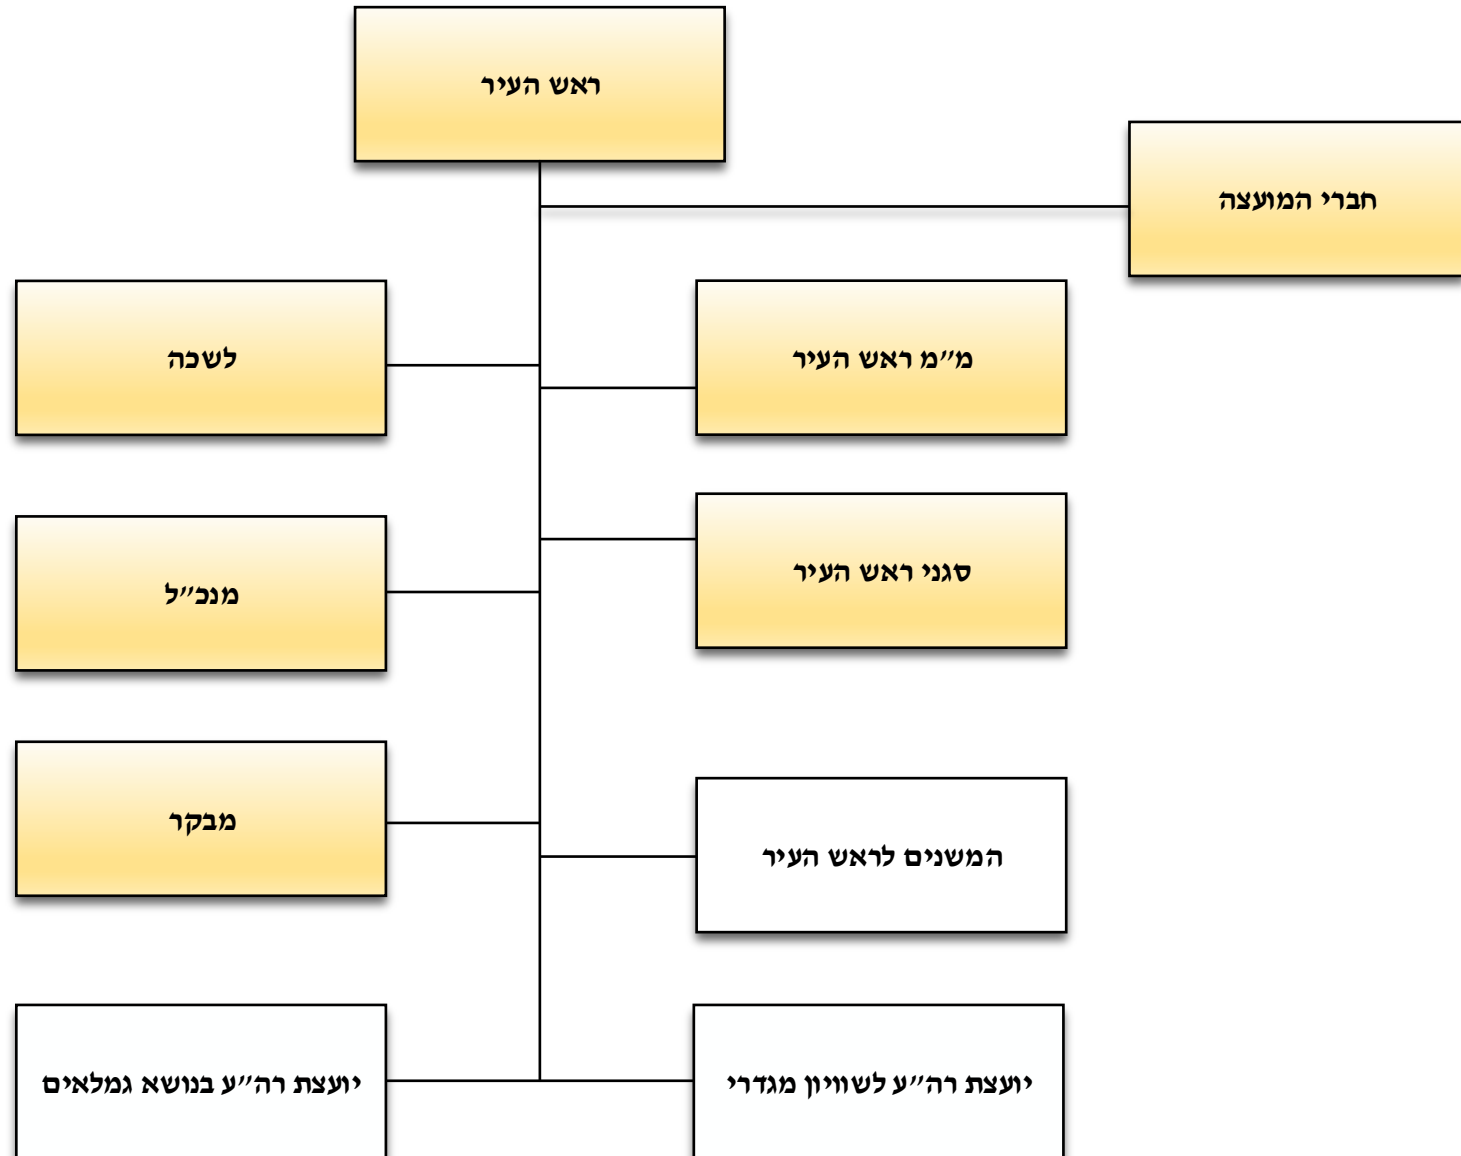 ראש העיר
חברי המועצה
מ״מ ראש העיר
לשכה
סגני ראש העיר
מנכ״ל
המשנים לראש העיר
מבקר
יועצת רה״ע לשוויון מגדרי
יועצת רה״ע בנושא גמלאים